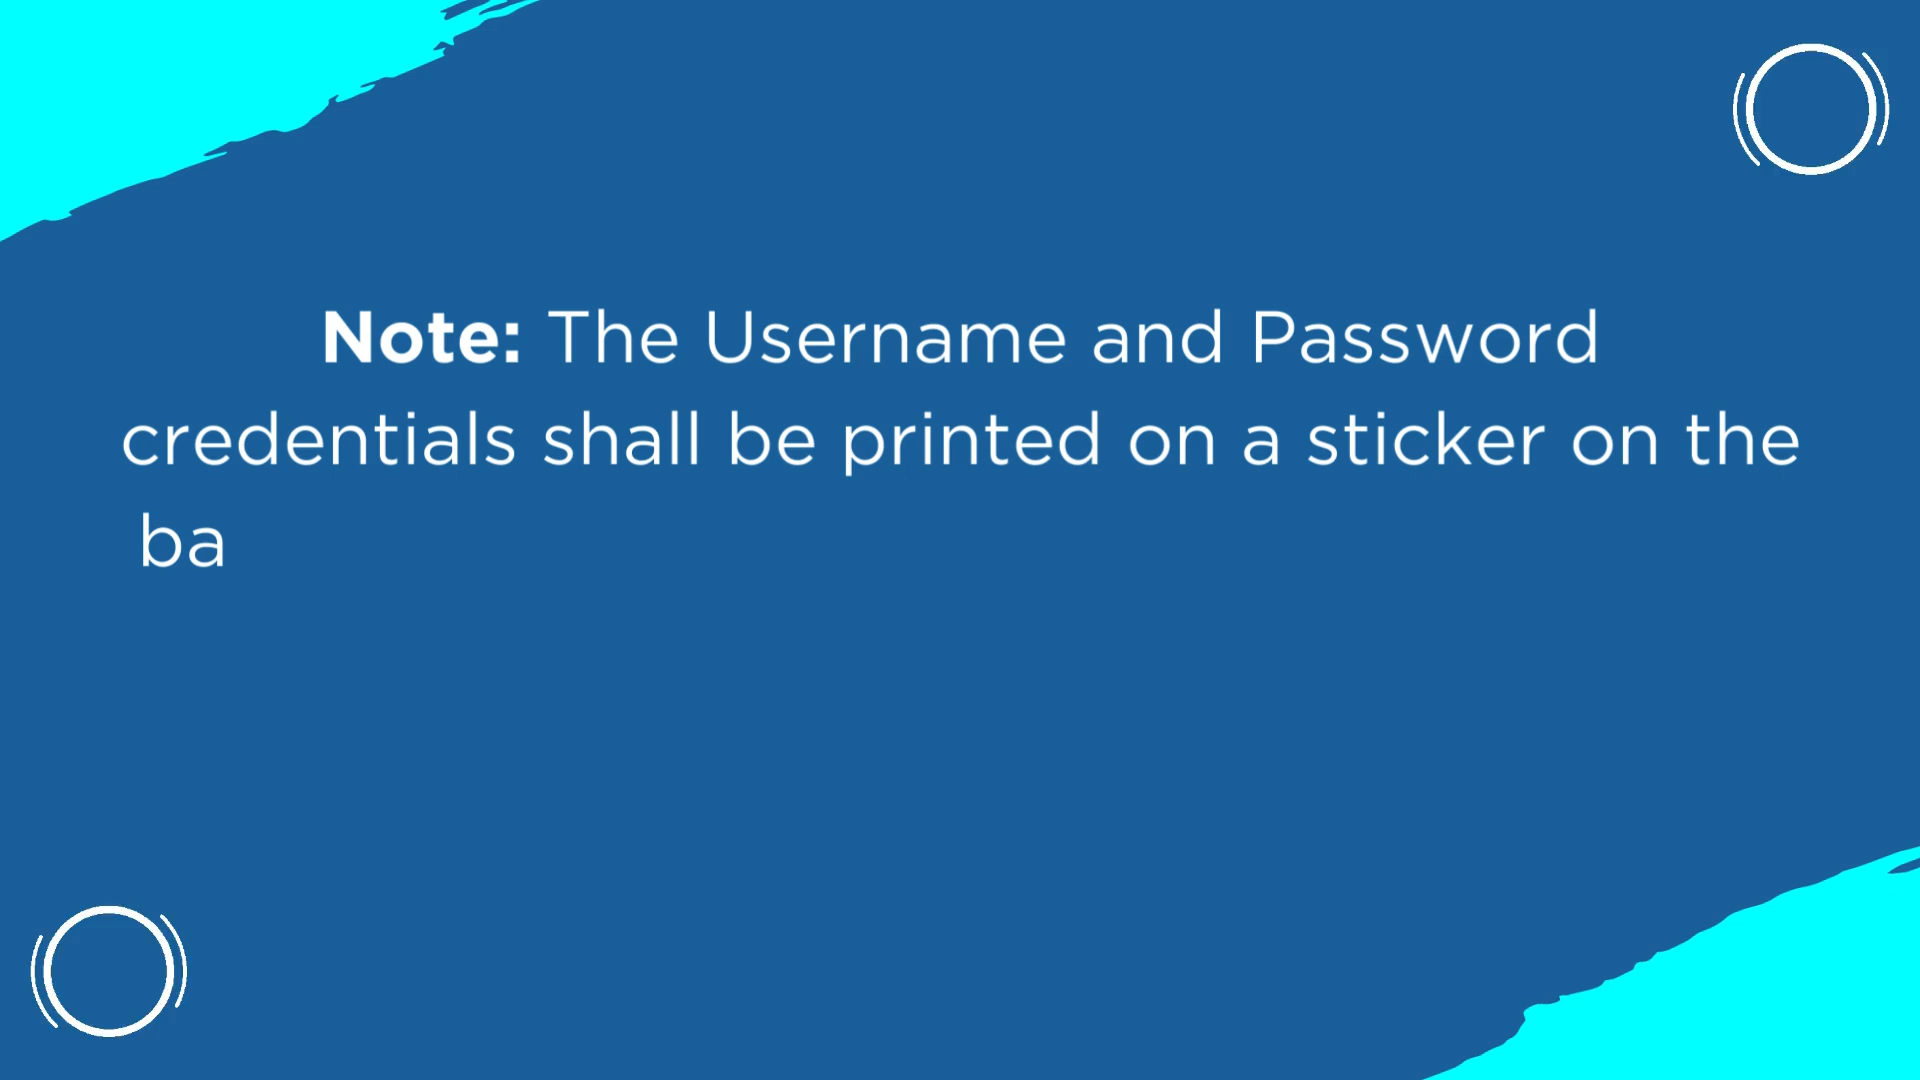 Note: The Username and Password
credentials shall be printed on a sticker on the
ba